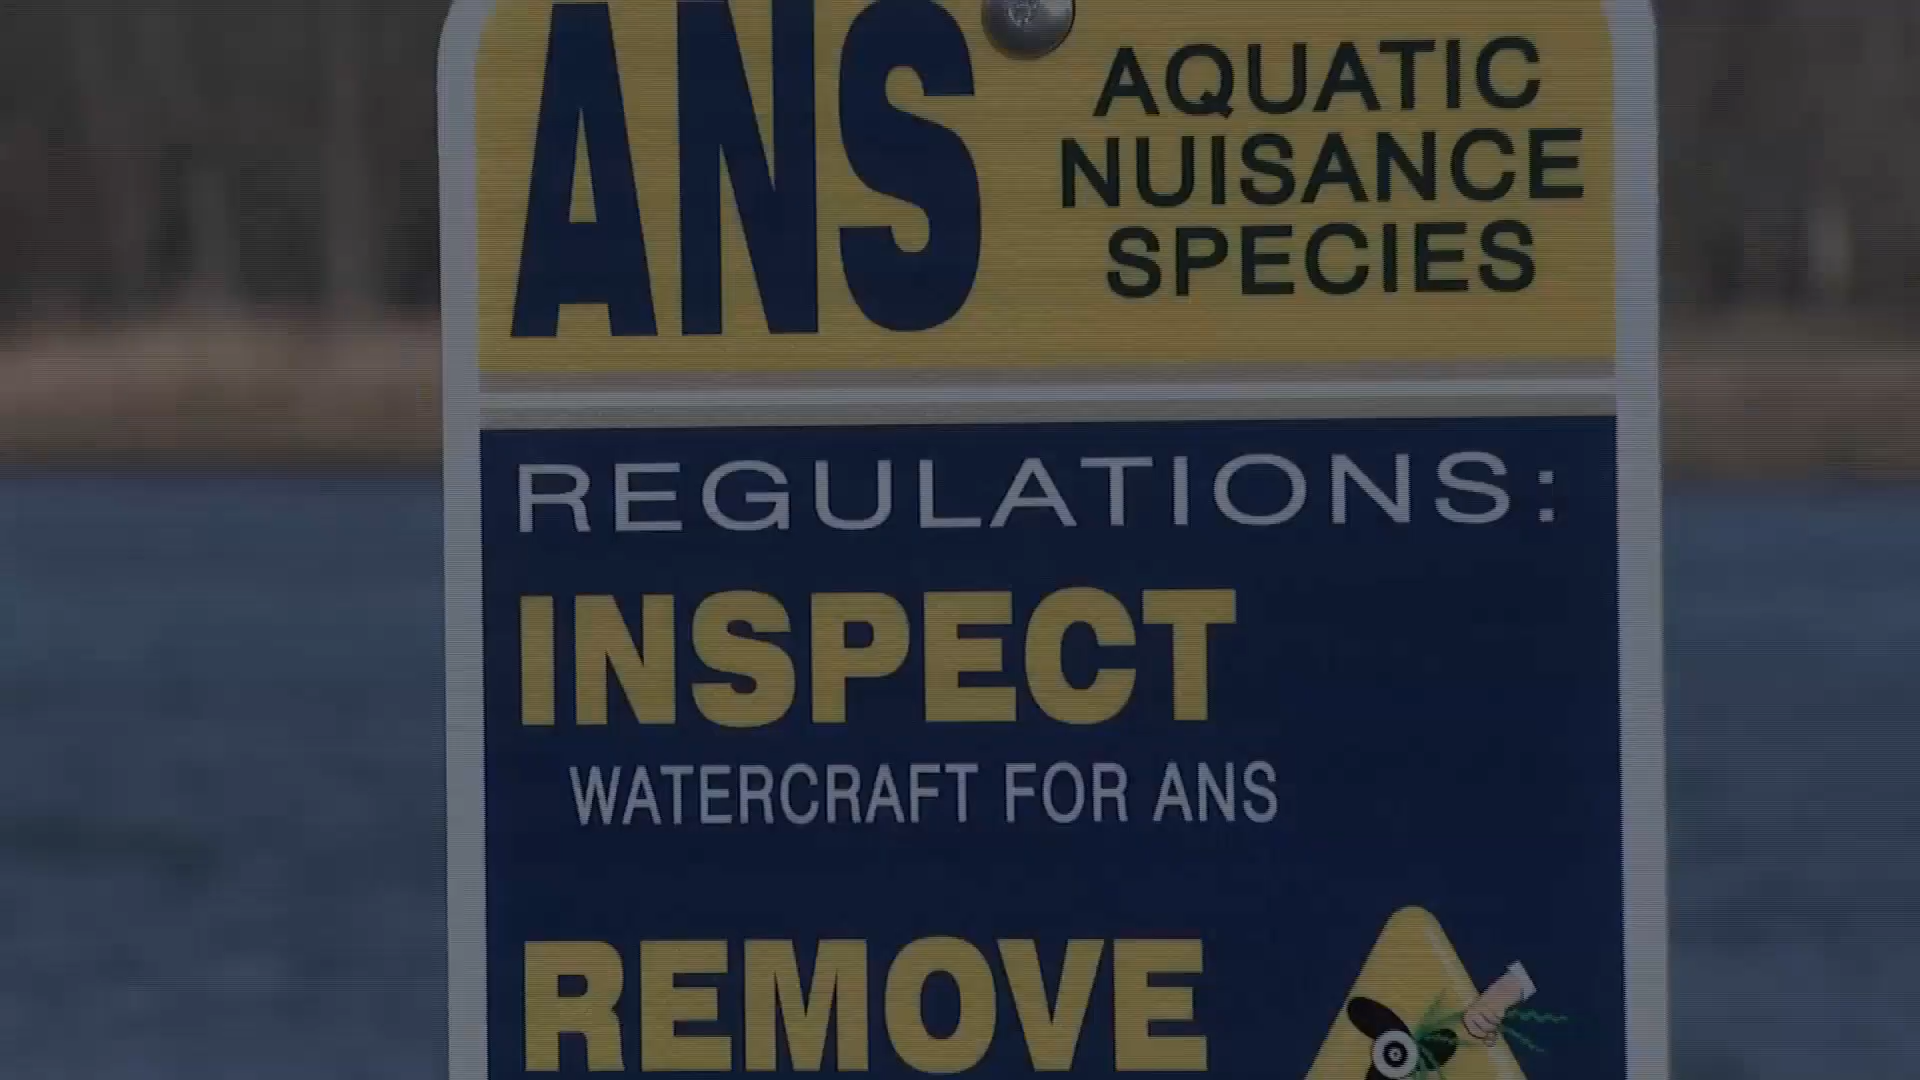 ANS
AQUATIC
NUISANCE
SPECIES
REGULATIONS:
INSPECT
WATERCRAFT FOR ANS
REMOVE